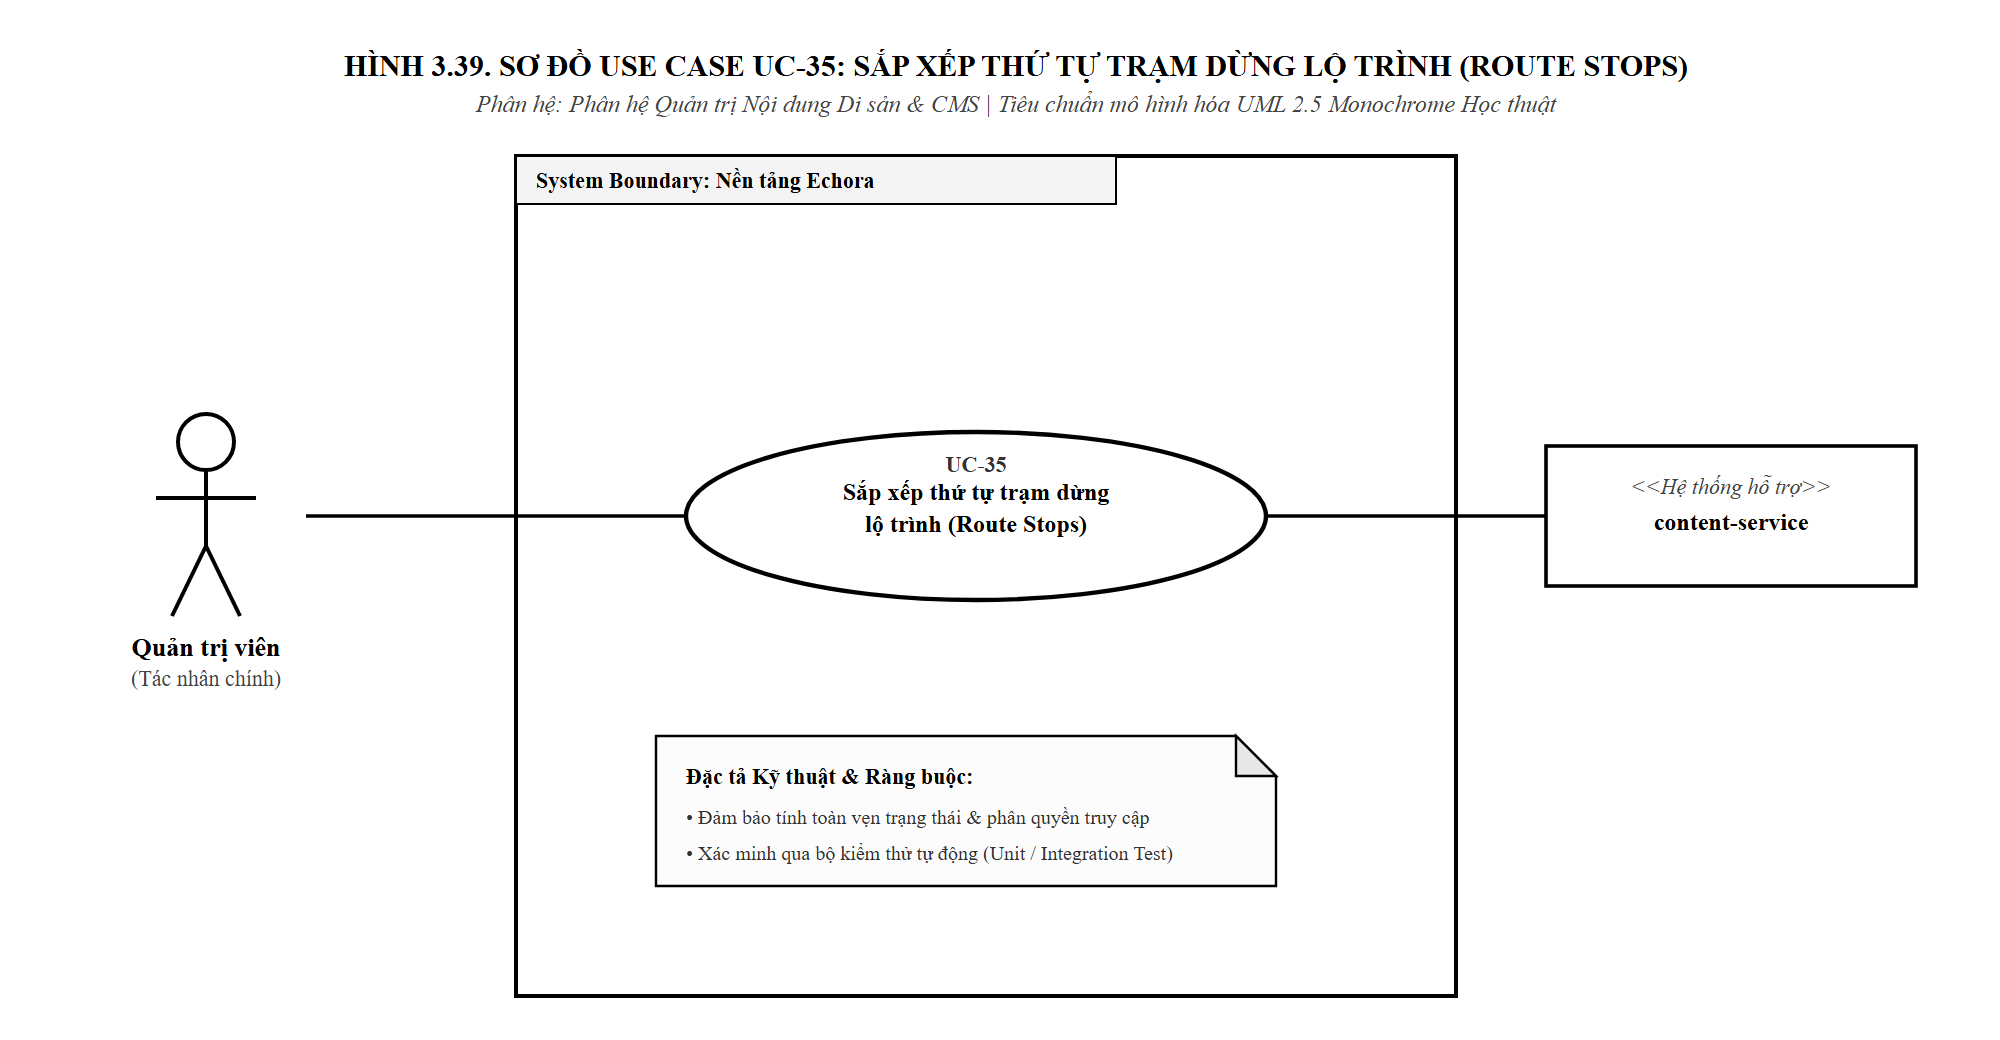 HÌNH 3.39. SƠ ĐỒ USE CASE UC-35: SẮP XẾP THỨ TỰ TRẠM DỪNG LỘ TRÌNH (ROUTE STOPS)
Phân hệ: Phân hệ Quản trị Nội dung Di sản & CMS | Tiêu chuẩn mô hình hóa UML 2.5 Monochrome Học thuật
System Boundary: Nền tảng Echora
UC-35
Sắp xếp thứ tự trạm dừng
lộ trình (Route Stops)
<<Hệ thống hỗ trợ>>
content-service
Quản trị viên
(Tác nhân chính)
Đặc tả Kỹ thuật & Ràng buộc:
• Đảm bảo tính toàn vẹn trạng thái & phân quyền truy cập
• Xác minh qua bộ kiểm thử tự động (Unit / Integration Test)